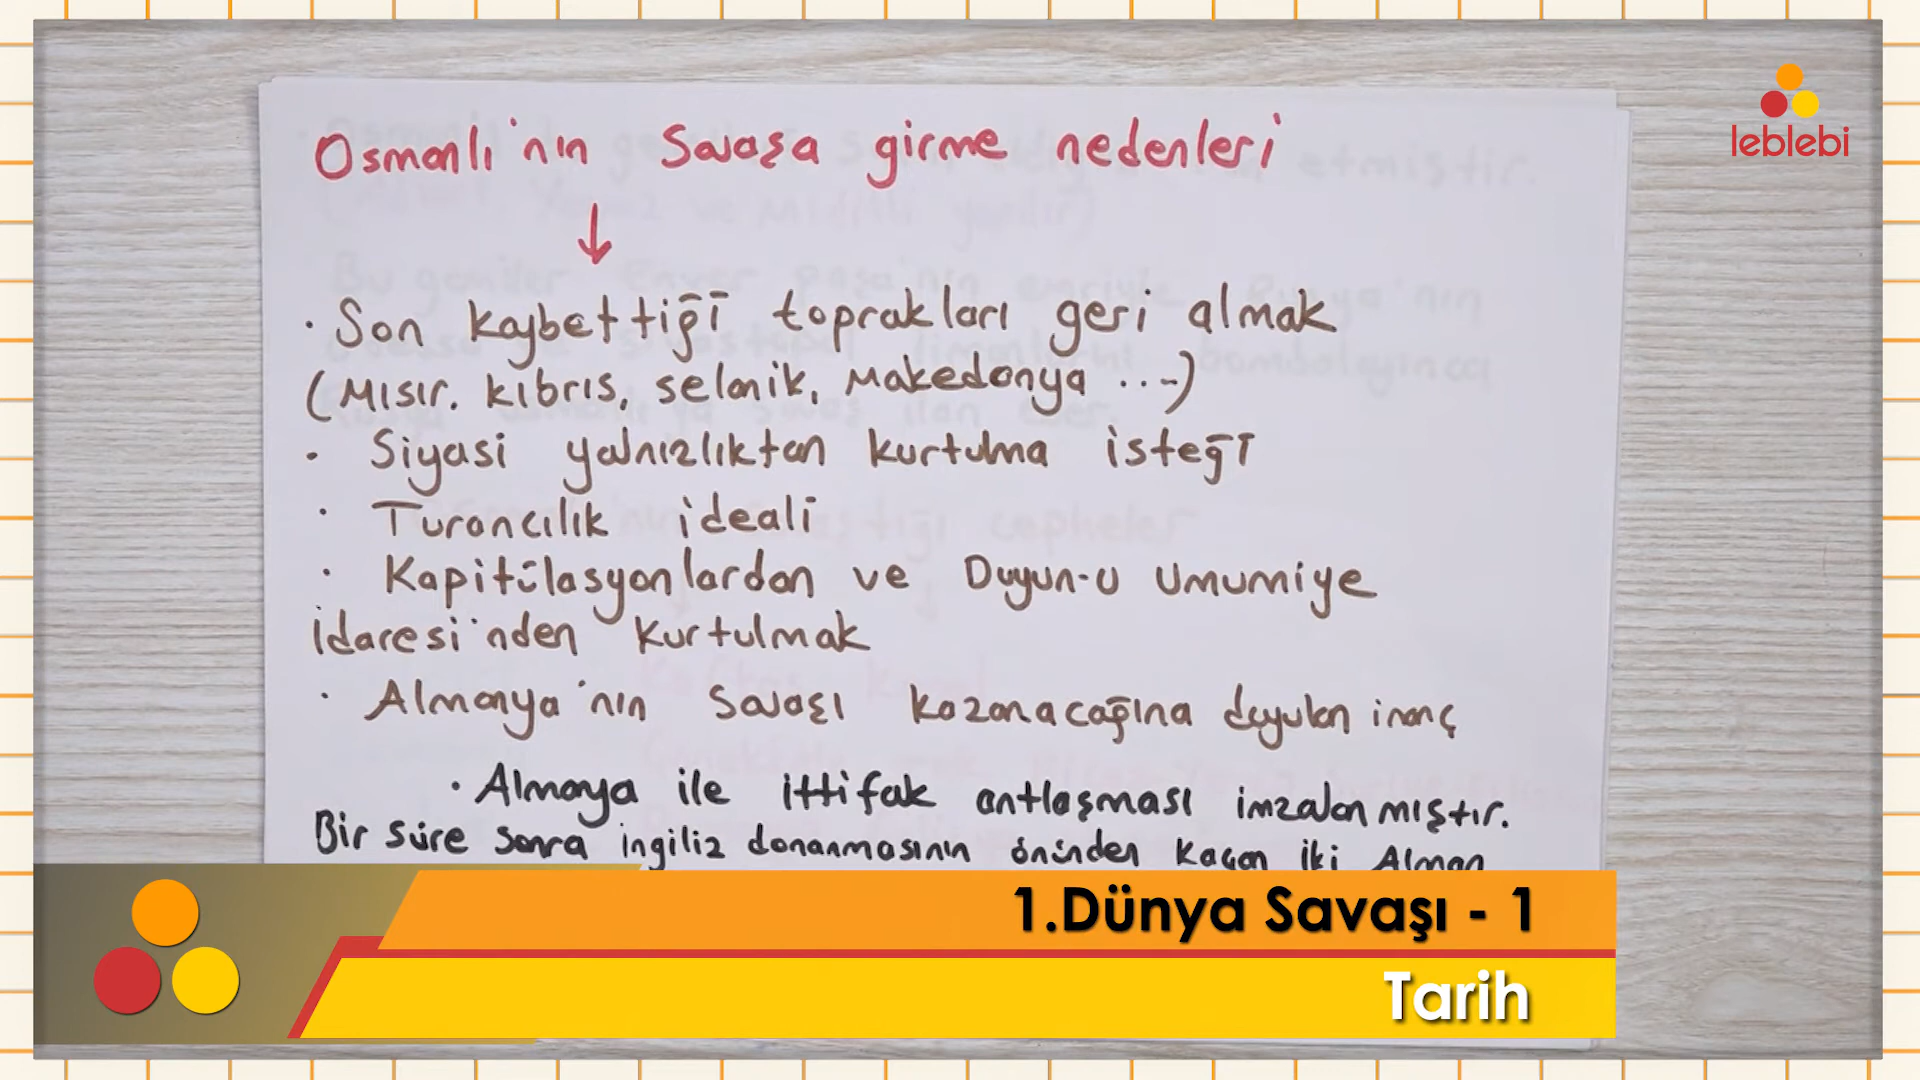 Osmanlı'nın Savaşa girme nedenleri
leblebi
· Son kaybettiği toprakları geri almak
(Mısır. kıbrıs, selanik, Makedonya ...)
· Siyasi yalnızlıktan kurtulma isteği
· Turancılık ideali
· Kapitülasyonlardan ve Duyun-u Umumiye
İdaresi'nden kurtulmak
· Almanya'nın Savaşı kazanacağına duyulan inanç
· Almanya ile ittifak antlaşması imzalanmıştır.
Bir süre sonra ingiliz donanmasının önünden kaçan iki Alman
1.Dünya Savaşı - 1
Tarih